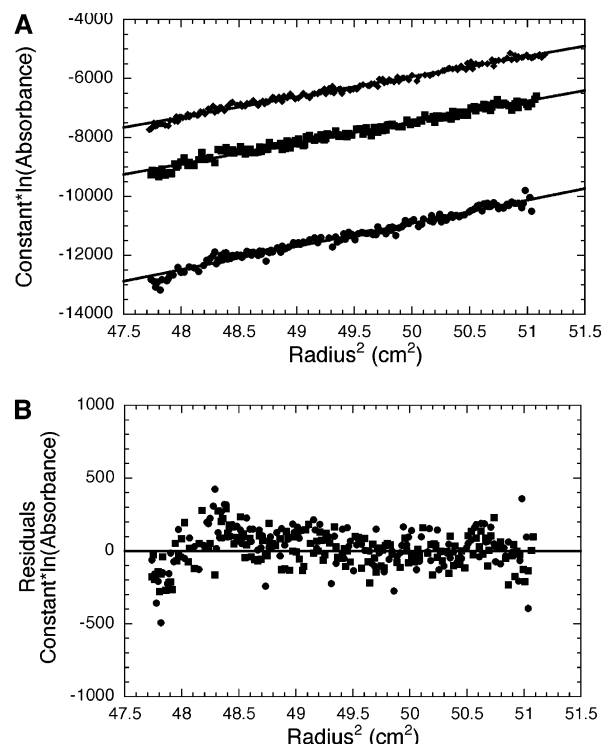 A
-4000
-6000
-8000
-10000
-12000
-14000
Constant*ln(Absorbance)
47.5 48 48.5 49 49.5 50 50.5 51 51.5
Radius2 (cm2)
B
1000
500
0
-500
-1000
Residuals
Constant*ln(Absorbance)
47.5 48 48.5 49 49.5 50 50.5 51 51.5
Radius2 (cm2)